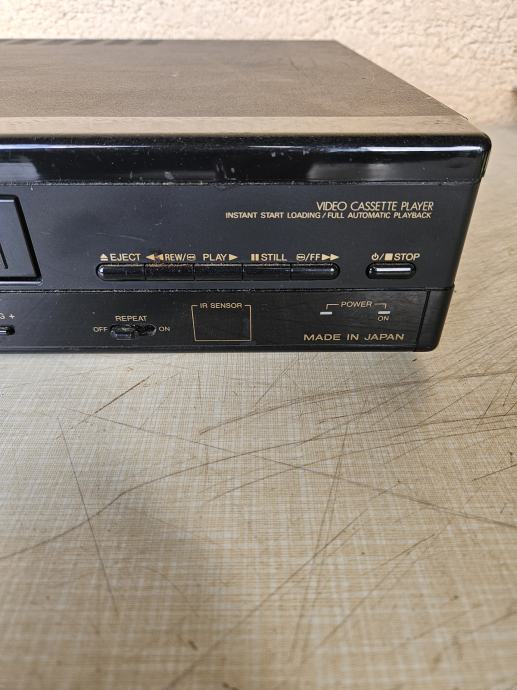 VIDEO CASSETTE PLAYER
INSTANT START LOADING / FULL AUTOMATIC PLAYBACK
▲EJECT ◀◀REW/ PLAY▶ ▮▮STILL /FF▶▶ ⏻/■STOP
IR SENSOR
POWER
+
REPEAT
OFF ON
ON
MADE IN JAPAN